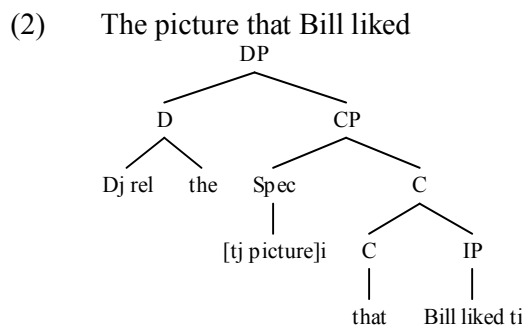 (2) The picture that Bill liked
DP
D CP
Dj rel the Spec C
[tj picture]i C IP
that Bill liked ti